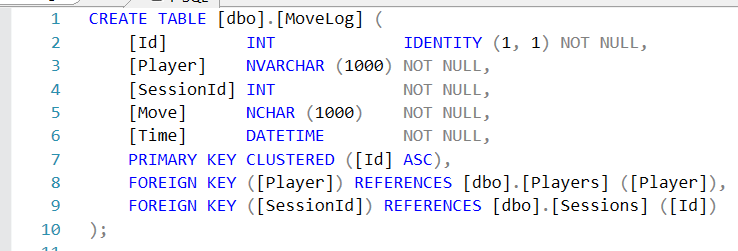 1 CREATE TABLE [dbo].[MoveLog] (
2 [Id] INT IDENTITY (1, 1) NOT NULL,
3 [Player] NVARCHAR (1000) NOT NULL,
4 [SessionId] INT NOT NULL,
5 [Move] NCHAR (1000) NOT NULL,
6 [Time] DATETIME NOT NULL,
7 PRIMARY KEY CLUSTERED ([Id] ASC),
8 FOREIGN KEY ([Player]) REFERENCES [dbo].[Players] ([Player]),
9 FOREIGN KEY ([SessionId]) REFERENCES [dbo].[Sessions] ([Id])
10 );